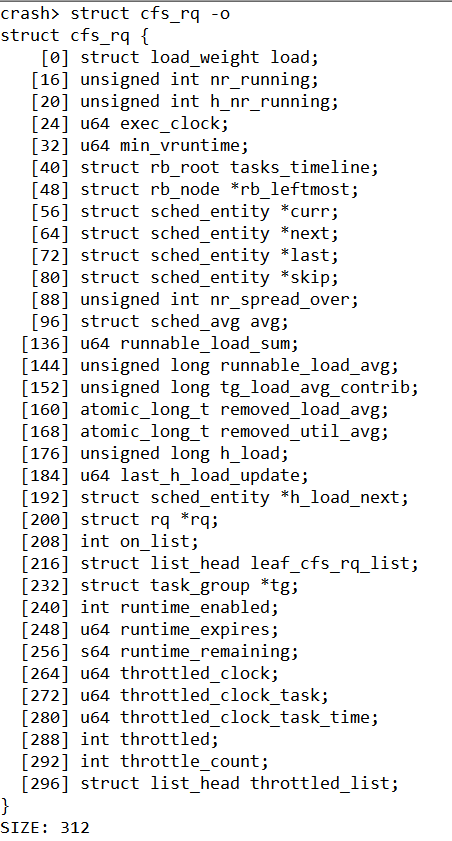 crash> struct cfs_rq -o
struct cfs_rq {
    [0] struct load_weight load;
   [16] unsigned int nr_running;
   [20] unsigned int h_nr_running;
   [24] u64 exec_clock;
   [32] u64 min_vruntime;
   [40] struct rb_root tasks_timeline;
   [48] struct rb_node *rb_leftmost;
   [56] struct sched_entity *curr;
   [64] struct sched_entity *next;
   [72] struct sched_entity *last;
   [80] struct sched_entity *skip;
   [88] unsigned int nr_spread_over;
   [96] struct sched_avg avg;
  [136] u64 runnable_load_sum;
  [144] unsigned long runnable_load_avg;
  [152] unsigned long tg_load_avg_contrib;
  [160] atomic_long_t removed_load_avg;
  [168] atomic_long_t removed_util_avg;
  [176] unsigned long h_load;
  [184] u64 last_h_load_update;
  [192] struct sched_entity *h_load_next;
  [200] struct rq *rq;
  [208] int on_list;
  [216] struct list_head leaf_cfs_rq_list;
  [232] struct task_group *tg;
  [240] int runtime_enabled;
  [248] u64 runtime_expires;
  [256] s64 runtime_remaining;
  [264] u64 throttled_clock;
  [272] u64 throttled_clock_task;
  [280] u64 throttled_clock_task_time;
  [288] int throttled;
  [292] int throttle_count;
  [296] struct list_head throttled_list;
}
SIZE: 312